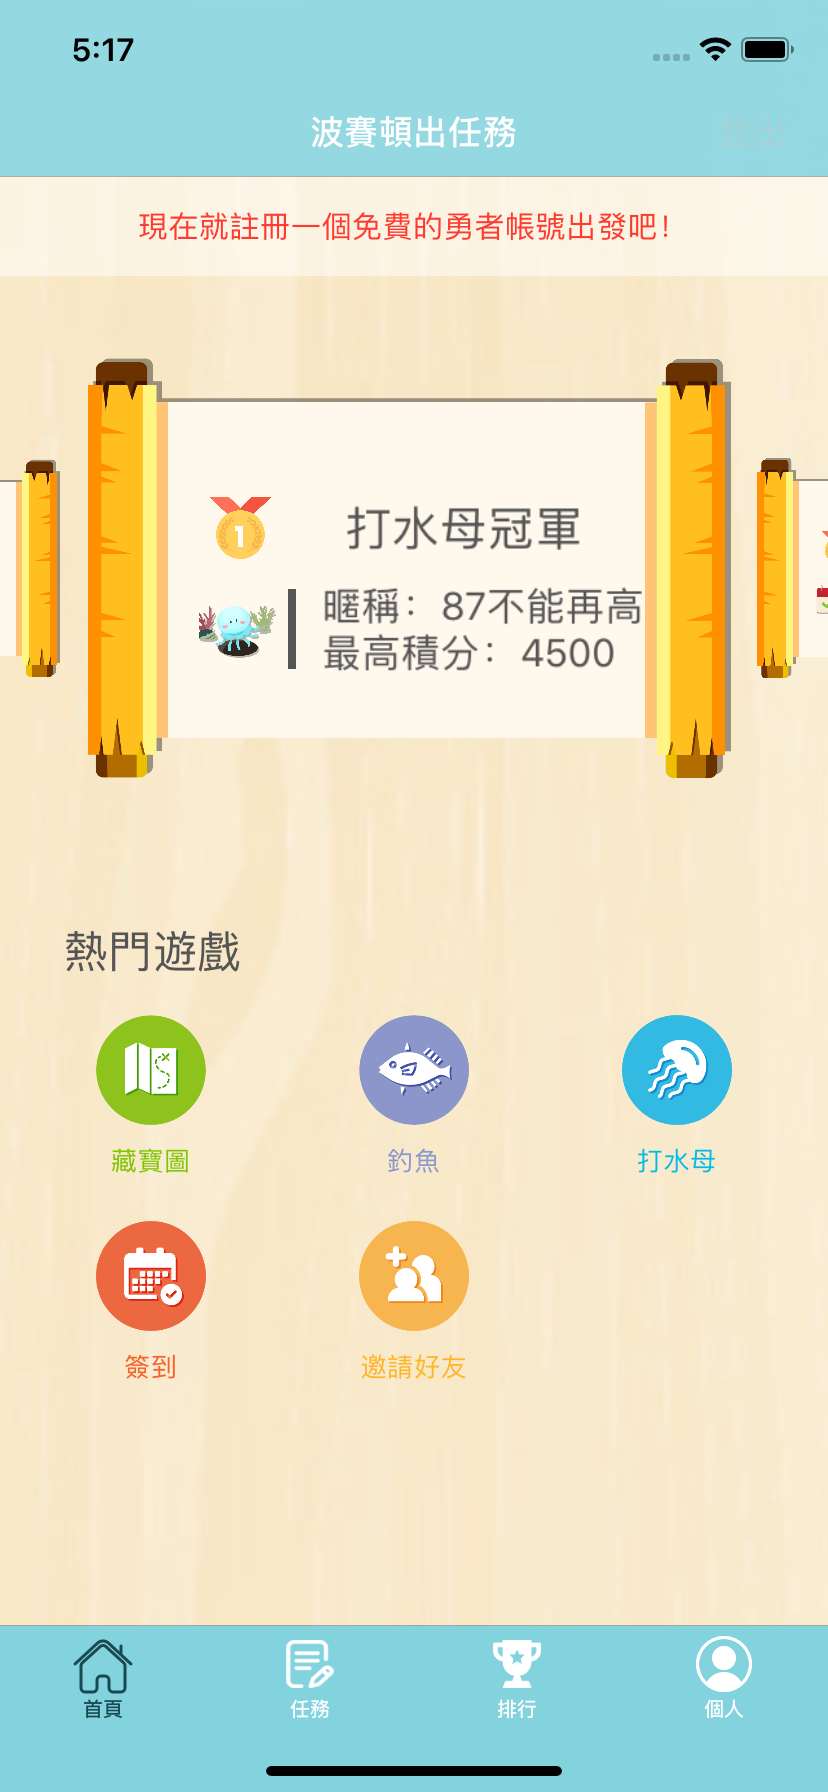 5:17
波賽頓出任務
登出
現在就註冊一個免費的勇者帳號出發吧！
1
打水母冠軍
暱稱：87不能再高
最高積分：4500
熱門遊戲
藏寶圖
釣魚
打水母
簽到
邀請好友
首頁
任務
排行
個人